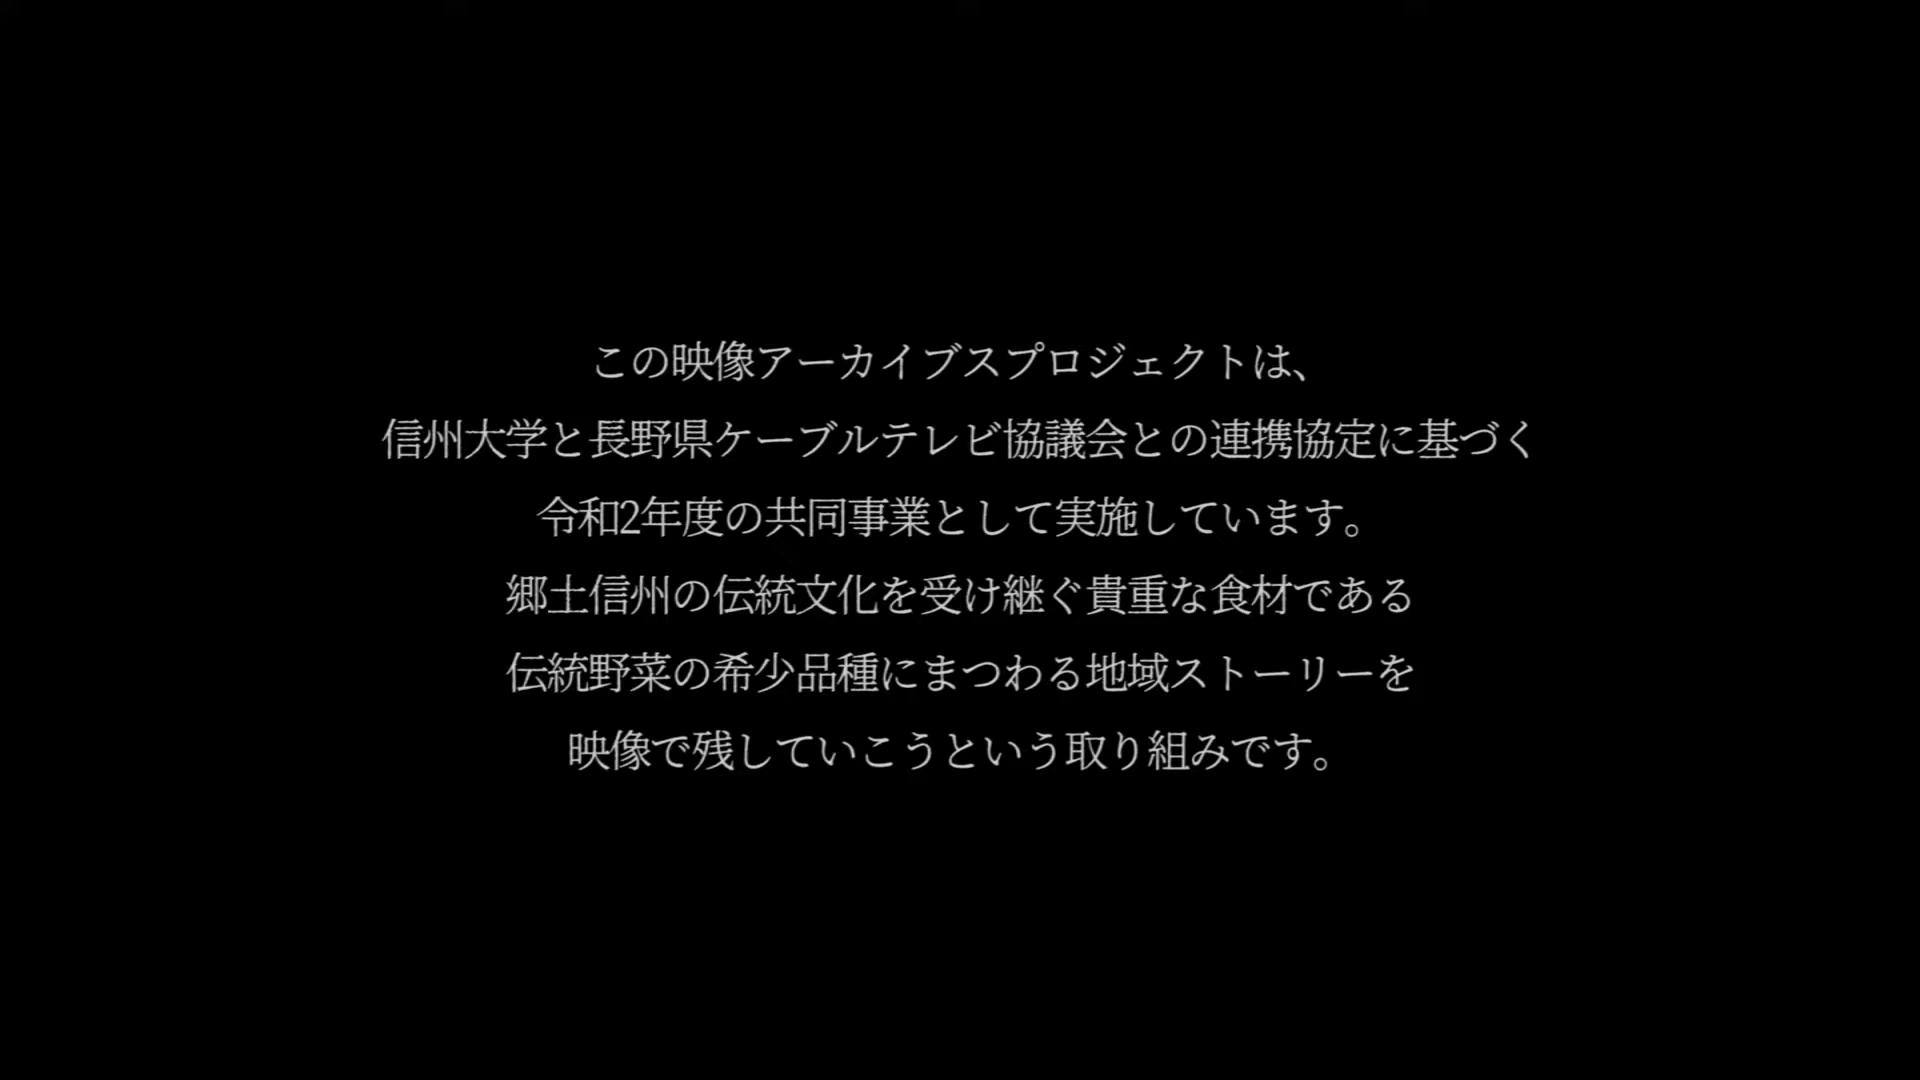 この映像アーカイブスプロジェクトは、
信州大学と長野県ケーブルテレビ協議会との連携協定に基づく
令和2年度の共同事業として実施しています。
郷土信州の伝統文化を受け継ぐ貴重な食材である
伝統野菜の希少品種にまつわる地域ストーリーを
映像で残していこうという取り組みです。